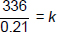 336
0.21 = k